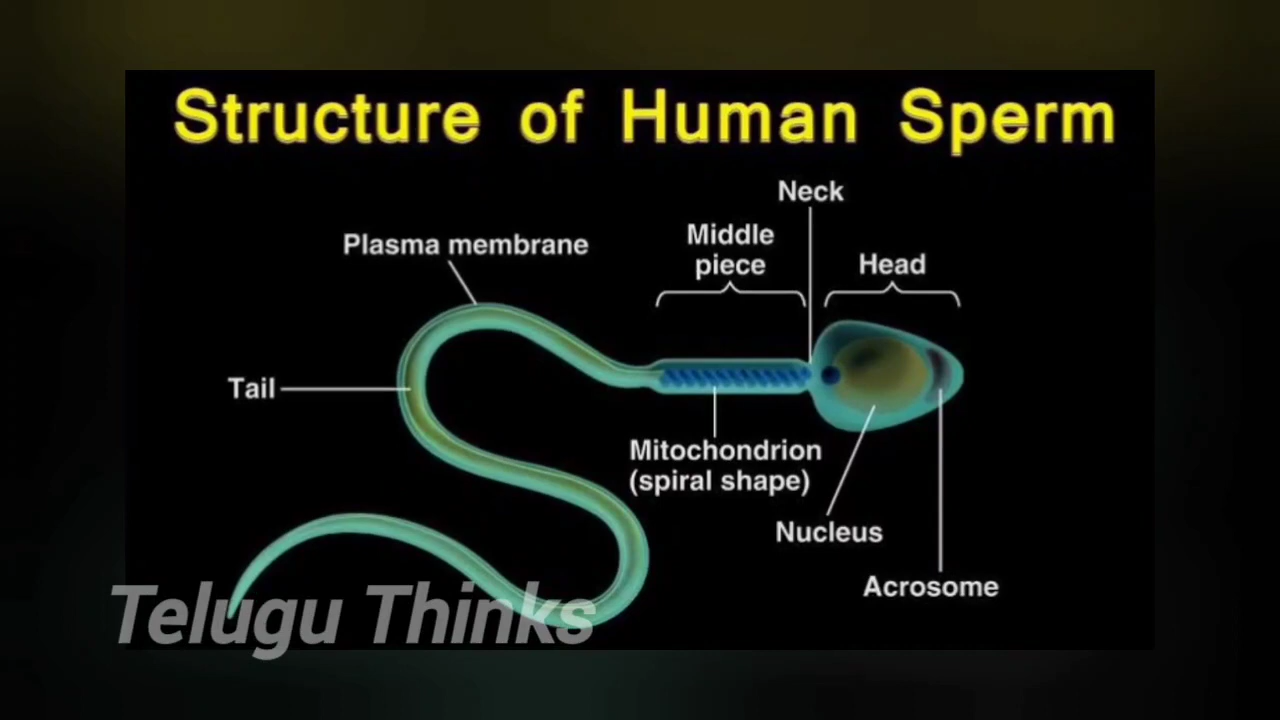 Structure of Human Sperm
Neck
Middle
piece
Head
Plasma membrane
Tail
Mitochondrion
(spiral shape)
Nucleus
Acrosome
Telugu Thinks